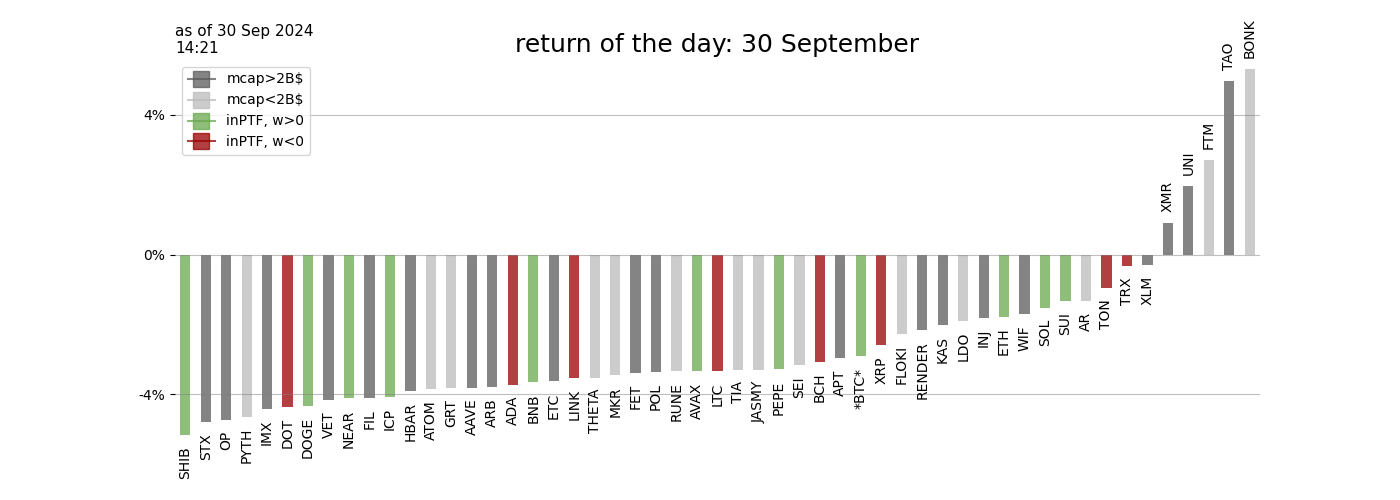 as of 30 Sep 2024
14:21
return of the day: 30 September
mcap>2B$
mcap<2B$
inPTF, w>0
inPTF, w<0
4%
0%
-4%
SHIB
STX
OP
PYTH
IMX
DOT
DOGE
VET
NEAR
FIL
ICP
HBAR
ATOM
GRT
AAVE
ARB
ADA
BNB
ETC
LINK
THETA
MKR
FET
POL
RUNE
AVAX
LTC
TIA
JASMY
PEPE
SEI
BCH
APT
*BTC*
XRP
FLOKI
RENDER
KAS
LDO
INJ
ETH
WIF
SOL
SUI
AR
TON
TRX
XLM
XMR
UNI
FTM
TAO
BONK